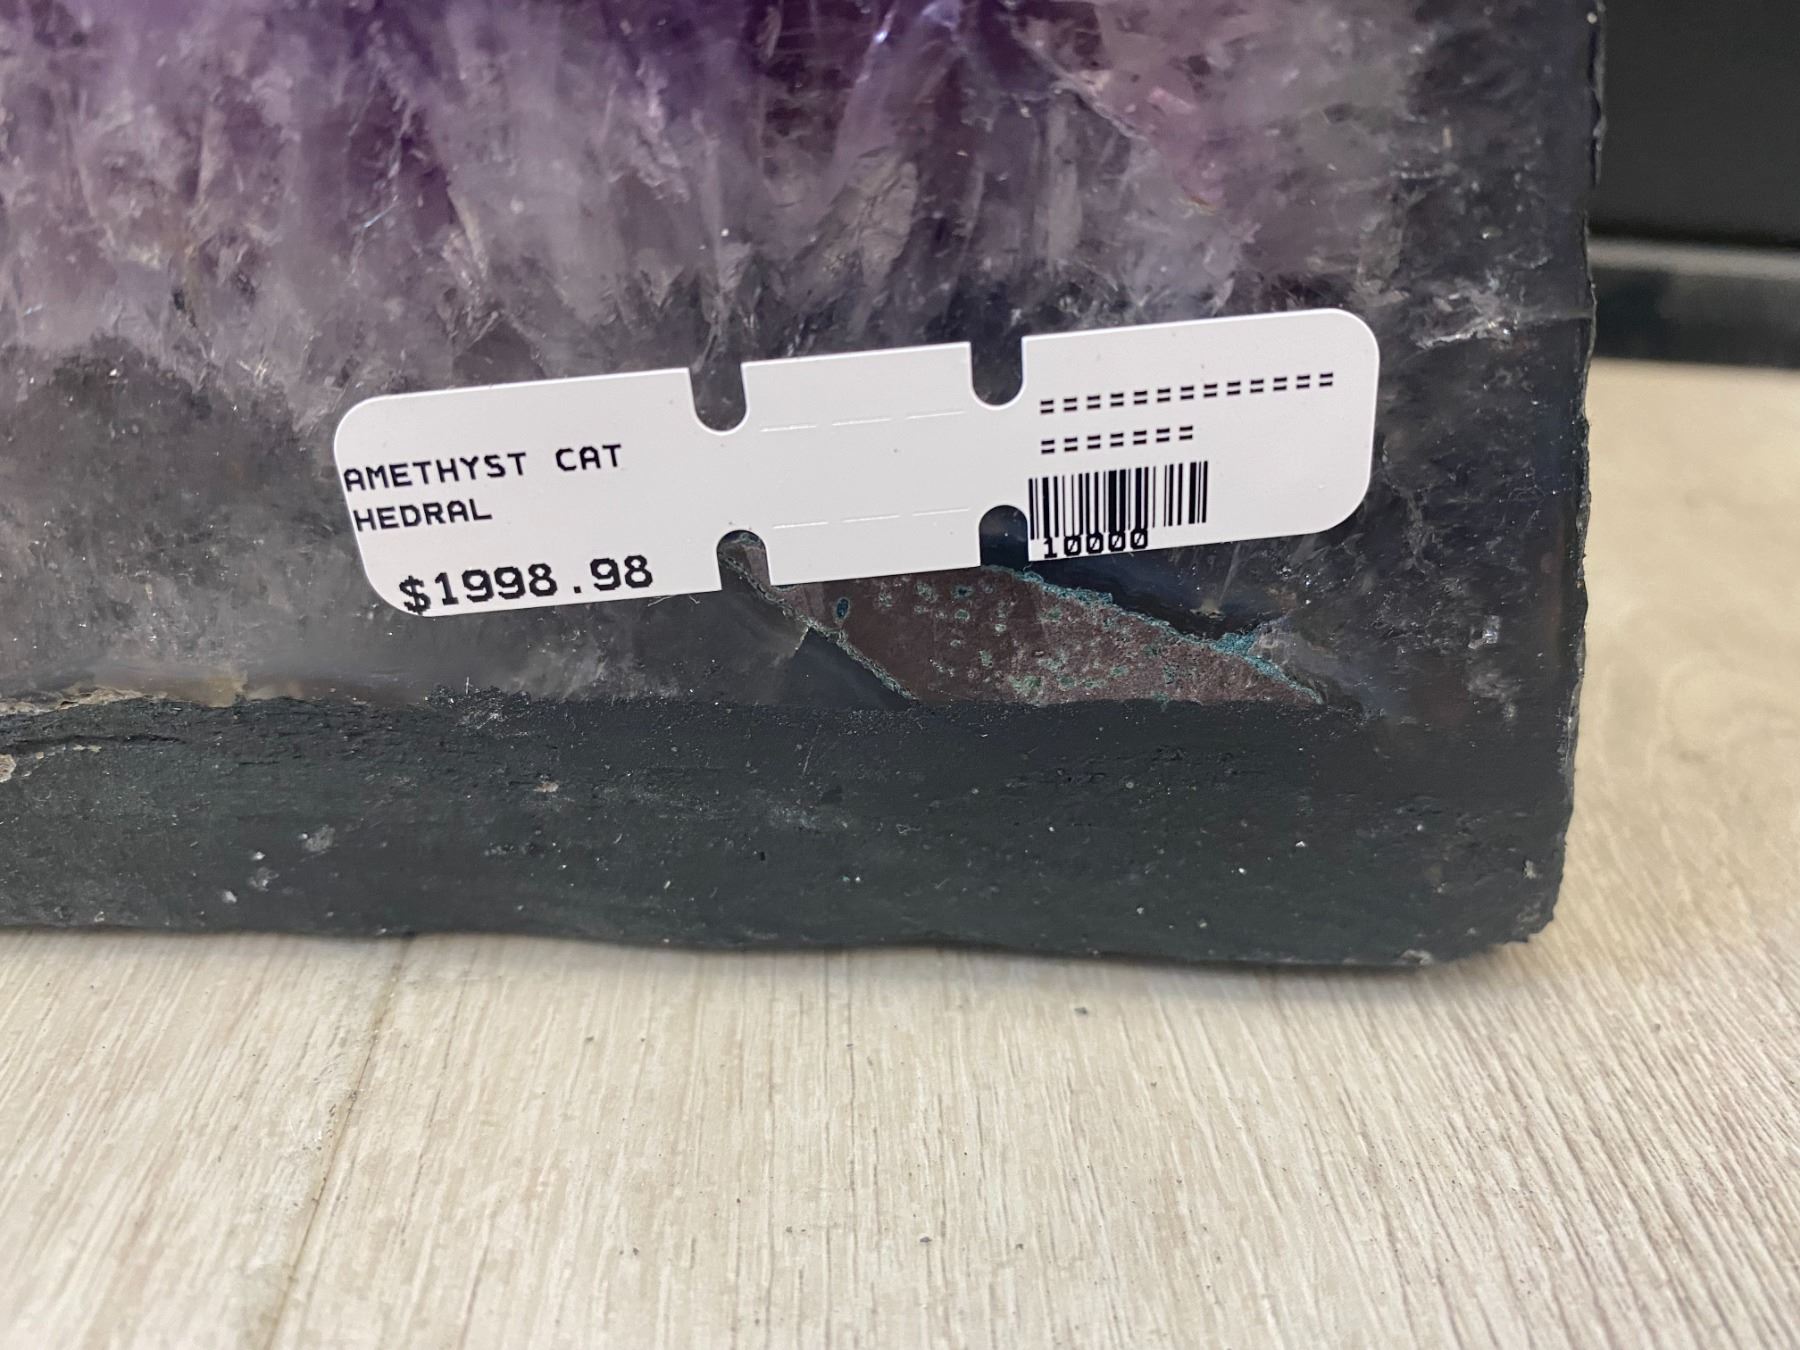 AMETHYST CAT
HEDRAL
$1998.98
=============
=======
10000